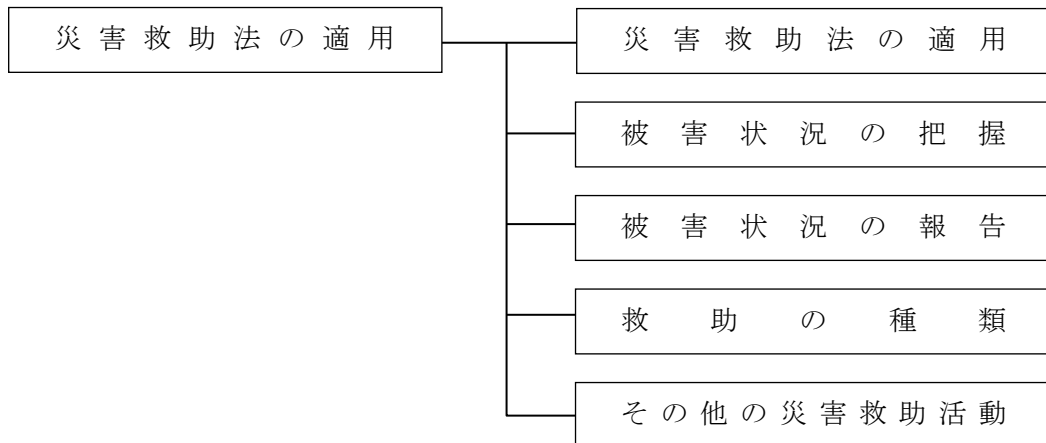 災害救助法の適用
災害救助法の適用
被害状況の把握
被害状況の報告
救助の種類
その他の災害救助活動